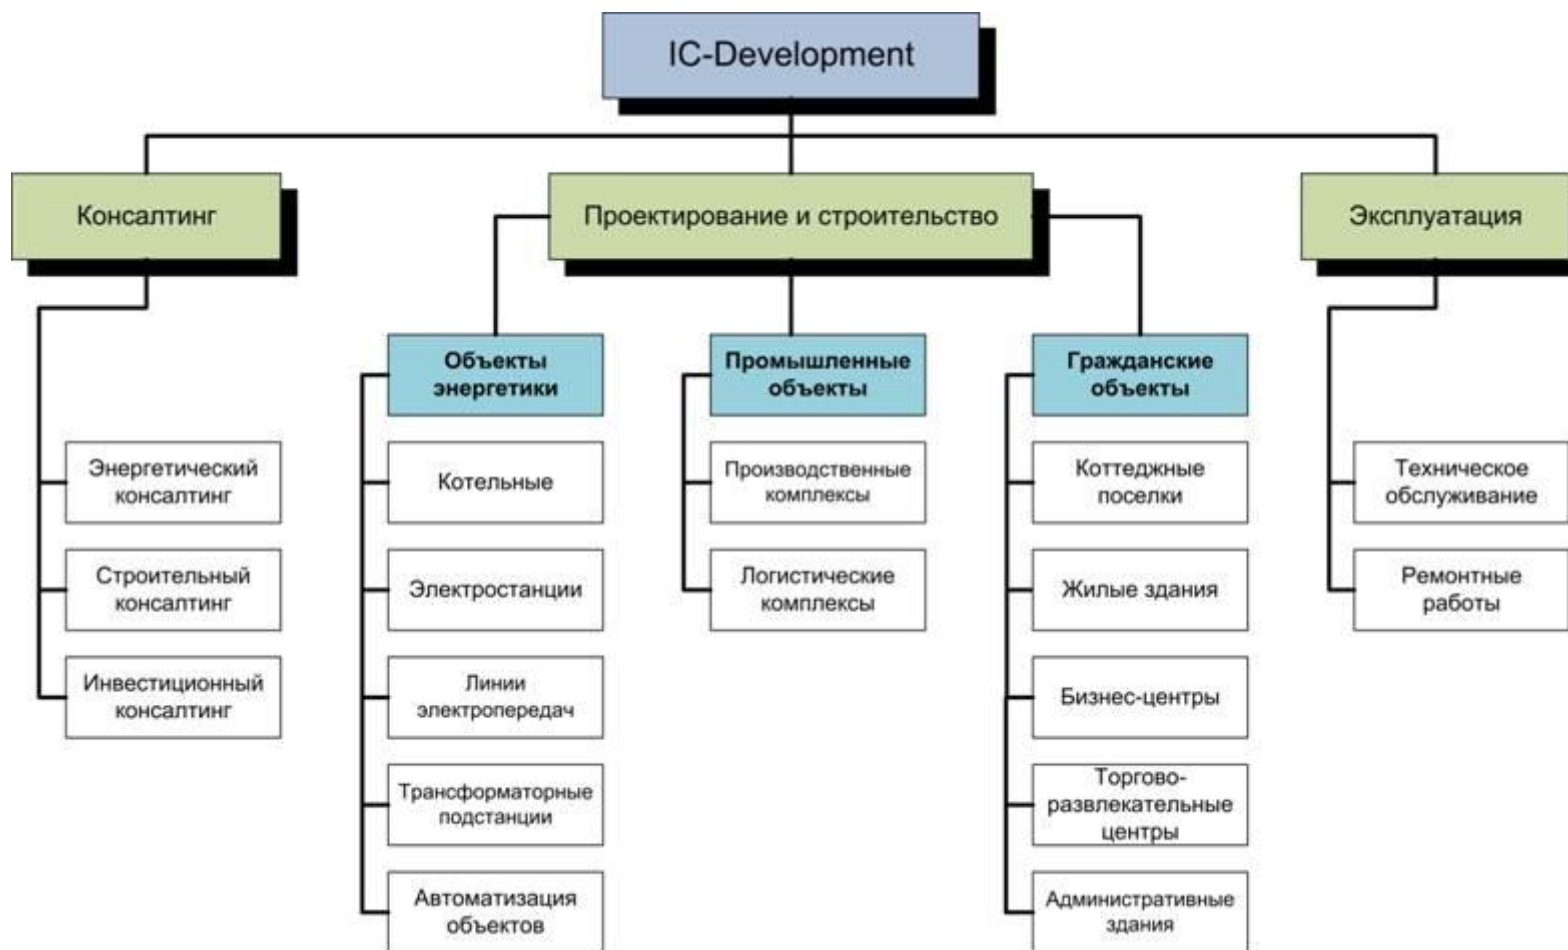 IC-Development
Консалтинг
Проектирование и строительство
Эксплуатация
Объекты
энергетики
Промышленные
объекты
Гражданские
объекты
Энергетический
консалтинг
Котельные
Производственные
комплексы
Коттеджные
поселки
Техническое
обслуживание
Строительный
консалтинг
Электростанции
Логистические
комплексы
Жилые здания
Ремонтные
работы
Инвестиционный
консалтинг
Линии
электропередач
Бизнес-центры
Трансформаторные
подстанции
Торгово-
развлекательные
центры
Автоматизация
объектов
Административные
здания